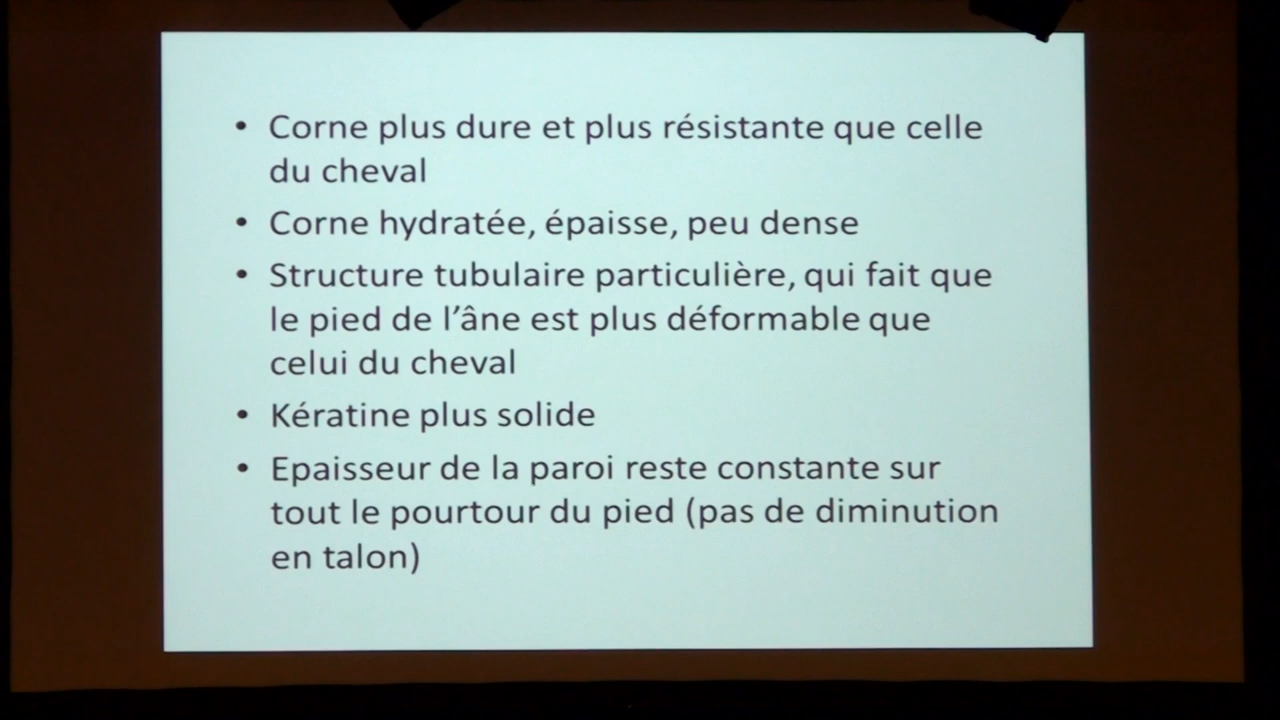 • Corne plus dure et plus résistante que celle
du cheval
• Corne hydratée, épaisse, peu dense
• Structure tubulaire particulière, qui fait que
le pied de l’âne est plus déformable que
celui du cheval
• Kératine plus solide
• Epaisseur de la paroi reste constante sur
tout le pourtour du pied (pas de diminution
en talon)